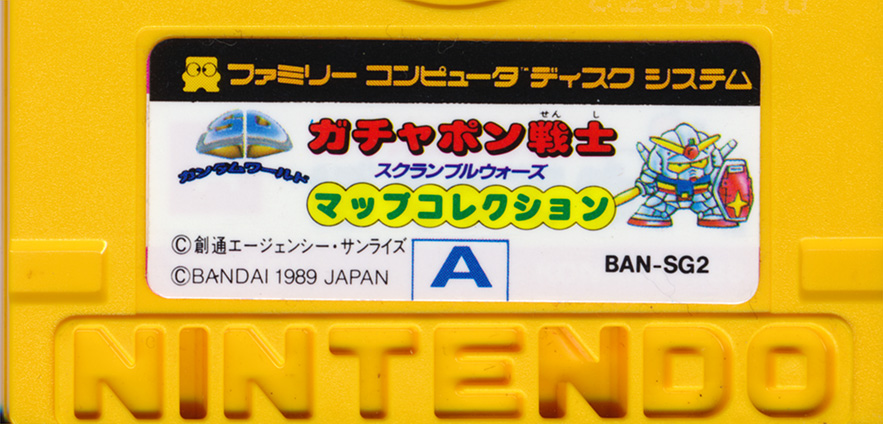 ファミリー コンピュータ ディスク システム
ガンダムワールド
せんし
ガチャポン戦士
スクランブルウォーズ
マップコレクション
©創通エージェンシー・サンライズ
©BANDAI 1989 JAPAN
A
BAN-SG2
NINTENDO